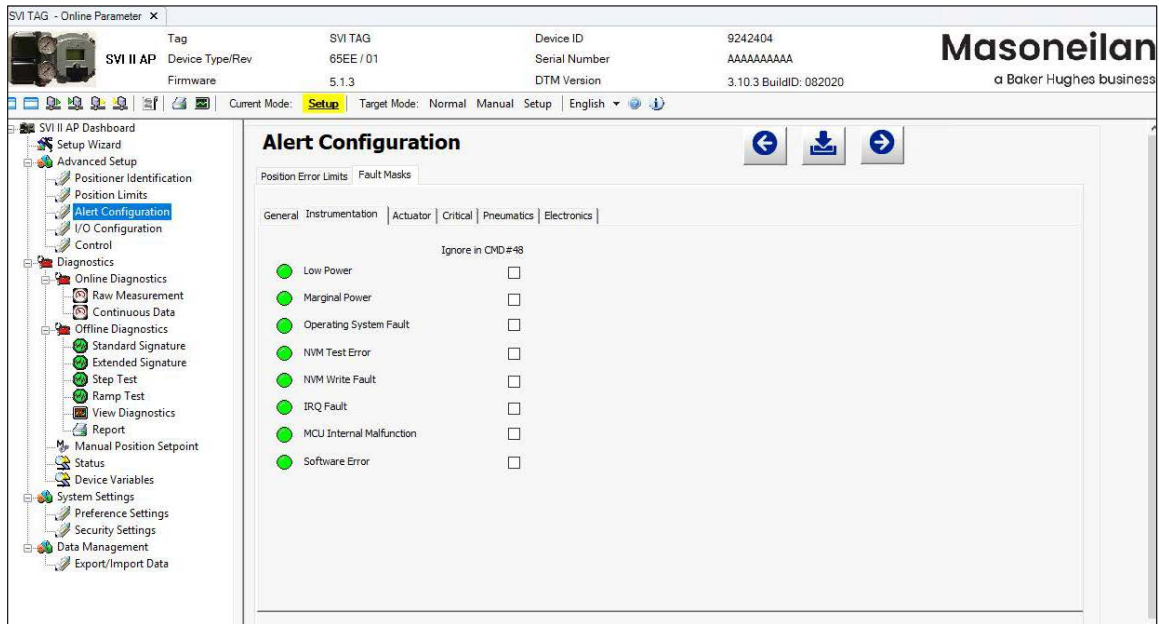 SVI TAG - Online Parameter X
Tag SVI TAG Device ID 9242404
SVI II AP Device Type/Rev 65EE / 01 Serial Number AAAAAAAAAA
Firmware 5.1.3 DTM Version 3.10.3 BuildID: 082020
Masoneilan
a Baker Hughes business
Current Mode: Setup Target Mode: Normal Manual Setup English
SVI II AP Dashboard
Setup Wizard
Advanced Setup
Positioner Identification
Position Limits
Alert Configuration
I/O Configuration
Control
Diagnostics
Online Diagnostics
Raw Measurement
Continuous Data
Offline Diagnostics
Standard Signature
Extended Signature
Step Test
Ramp Test
View Diagnostics
Report
Manual Position Setpoint
Status
Device Variables
System Settings
Preference Settings
Security Settings
Data Management
Export/Import Data
Alert Configuration
Position Error Limits Fault Masks
General Instrumentation Actuator Critical Pneumatics Electronics
Ignore in CMD#48
Low Power
Marginal Power
Operating System Fault
NVM Test Error
NVM Write Fault
IRQ Fault
MCU Internal Malfunction
Software Error